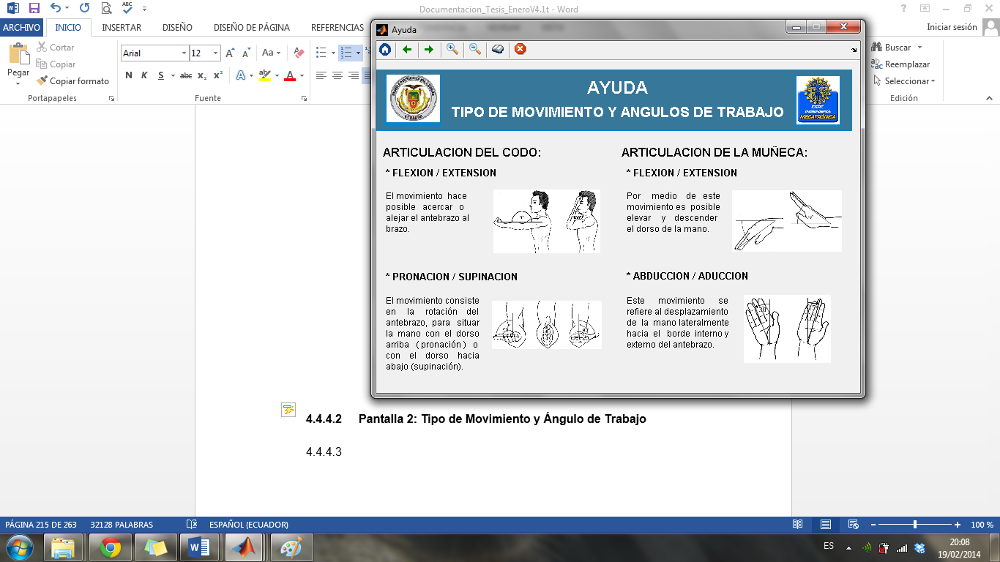 Documentacion_Tesis_EneroV4.1t - Word
ARCHIVO INICIO INSERTAR DISEÑO DISEÑO DE PÁGINA REFERENCIAS
Iniciar sesión
Pegar
Cortar
Copiar
Copiar formato
Portapapeles
Arial 12
N K S abc x₂ x²
Fuente
Buscar
Reemplazar
Seleccionar
Edición
Ayuda
AYUDA
TIPO DE MOVIMIENTO Y ANGULOS DE TRABAJO
ESPE
MECATRÓNICA
ARTICULACION DEL CODO:
* FLEXION / EXTENSION
El movimiento hace
posible acercar o
alejar el antebrazo al
brazo.
* PRONACION / SUPINACION
El movimiento consiste
en la rotación del
antebrazo, para situar
la mano con el dorso
arriba (pronación) o
con el dorso hacia
abajo (supinación).
ARTICULACION DE LA MUÑECA:
* FLEXION / EXTENSION
Por medio de este
movimiento es posible
elevar y descender
el dorso de la mano.
* ABDUCCION / ADUCCION
Este movimiento se
refiere al desplazamiento
de la mano lateralmente
hacia el borde interno y
externo del antebrazo.
4.4.4.2 Pantalla 2: Tipo de Movimiento y Ángulo de Trabajo
4.4.4.3
PÁGINA 215 DE 263 32128 PALABRAS ESPAÑOL (ECUADOR) 100 %
ES
20:08
19/02/2014